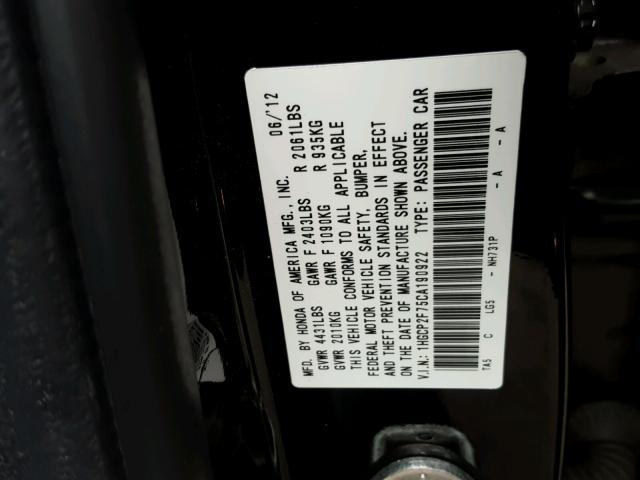 MFD. BY HONDA OF AMERICA MFG., INC. 06/'12
GVWR 4431LBS GAWR F 2403LBS R 2061LBS
GVWR 2010KG GAWR F 1090KG R 935KG
THIS VEHICLE CONFORMS TO ALL APPLICABLE
FEDERAL MOTOR VEHICLE SAFETY, BUMPER,
AND THEFT PREVENTION STANDARDS IN EFFECT
ON THE DATE OF MANUFACTURE SHOWN ABOVE.
V.I.N.: 1HGCP2F75CA190922 TYPE: PASSENGER CAR
TA5 C LG5 - NH731P - A - A